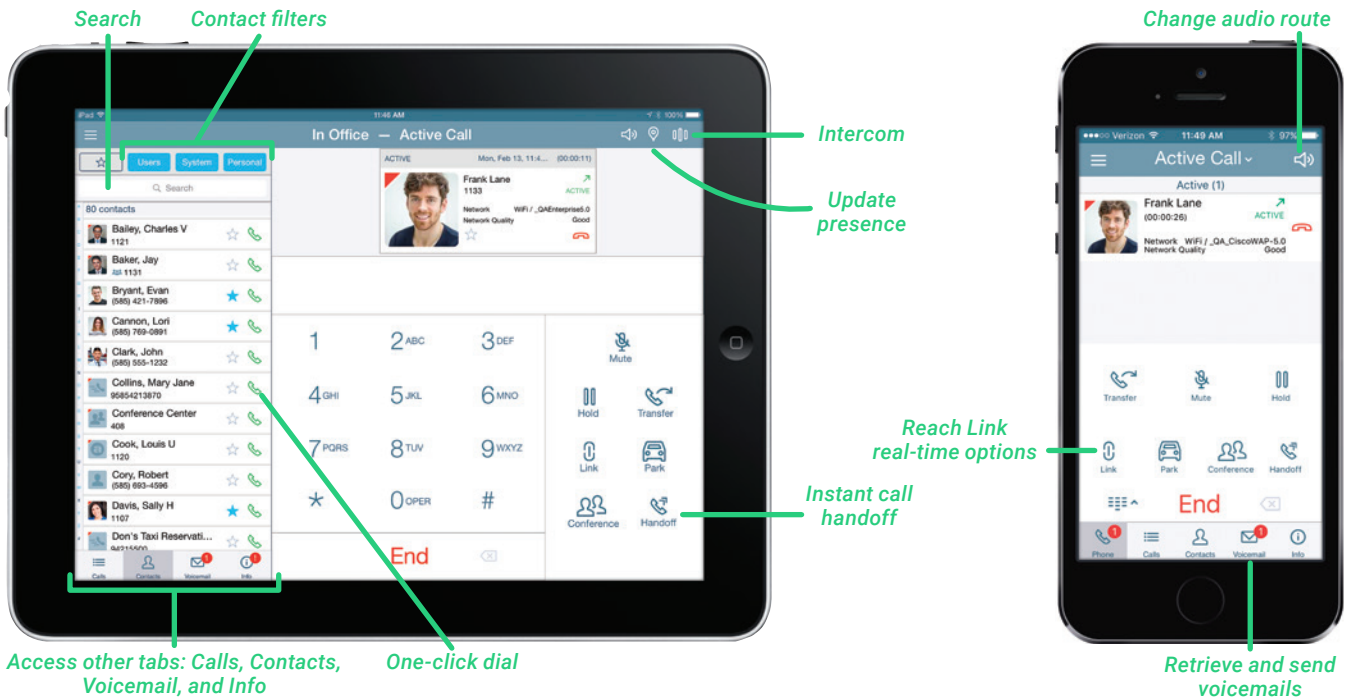 Search
Contact filters
Change audio route
iPad
11:46 AM
100%
In Office — Active Call
Users
System
Personal
Search
80 contacts
Bailey, Charles V
1121
Baker, Jay
1131
Bryant, Evan
(585) 421-7896
Cannon, Lori
(585) 769-0891
Clark, John
(585) 555-1232
Collins, Mary Jane
95854213870
Conference Center
408
Cook, Louis U
1120
Cory, Robert
(585) 693-4596
Davis, Sally H
1107
Don's Taxi Reservati...
94215500
Calls
Contacts
Voicemail
1
Info
ACTIVE
Mon, Feb 13, 11:4...
(00:00:11)
Frank Lane
1133
ACTIVE
Network WiFi / _QAEnterprise5.0
Network Quality Good
1
2 ABC
3 DEF
4 GHI
5 JKL
6 MNO
7 PQRS
8 TUV
9 WXYZ
*
0 OPER
#
End
Mute
Hold
Transfer
Link
Park
Conference
Handoff
Intercom
Update
presence
Reach Link
real-time options
Instant call
handoff
Verizon
11:49 AM
97%
Active Call
Active (1)
Frank Lane
(00:00:26)
ACTIVE
Network WiFi / _QA_CiscoWAP-5.0
Network Quality Good
Transfer
Mute
Hold
Link
Park
Conference
Handoff
End
1
Phone
Calls
Contacts
1
Voicemail
Info
Access other tabs: Calls, Contacts,
Voicemail, and Info
One-click dial
Retrieve and send
voicemails